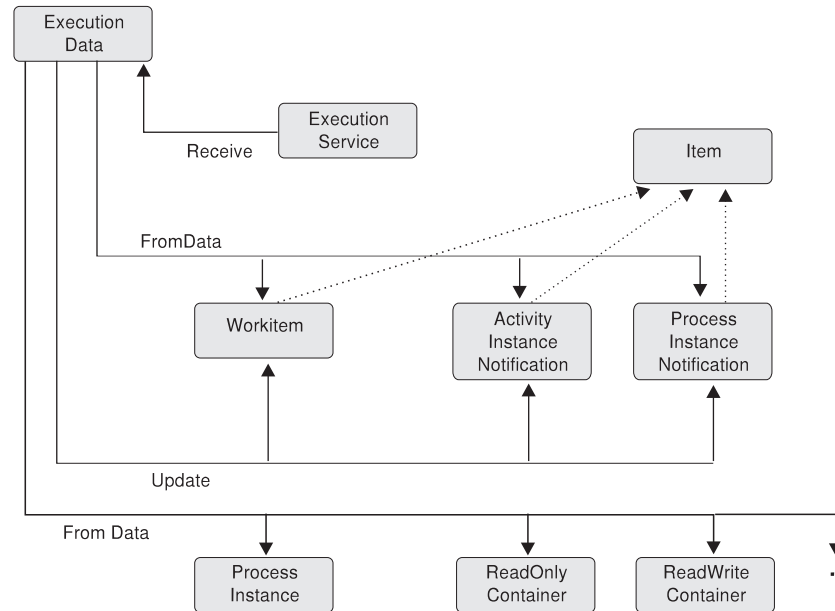 Execution
Data
Execution
Service
Receive
Item
FromData
Workitem
Activity
Instance
Notification
Process
Instance
Notification
Update
From Data
Process
Instance
ReadOnly
Container
ReadWrite
Container